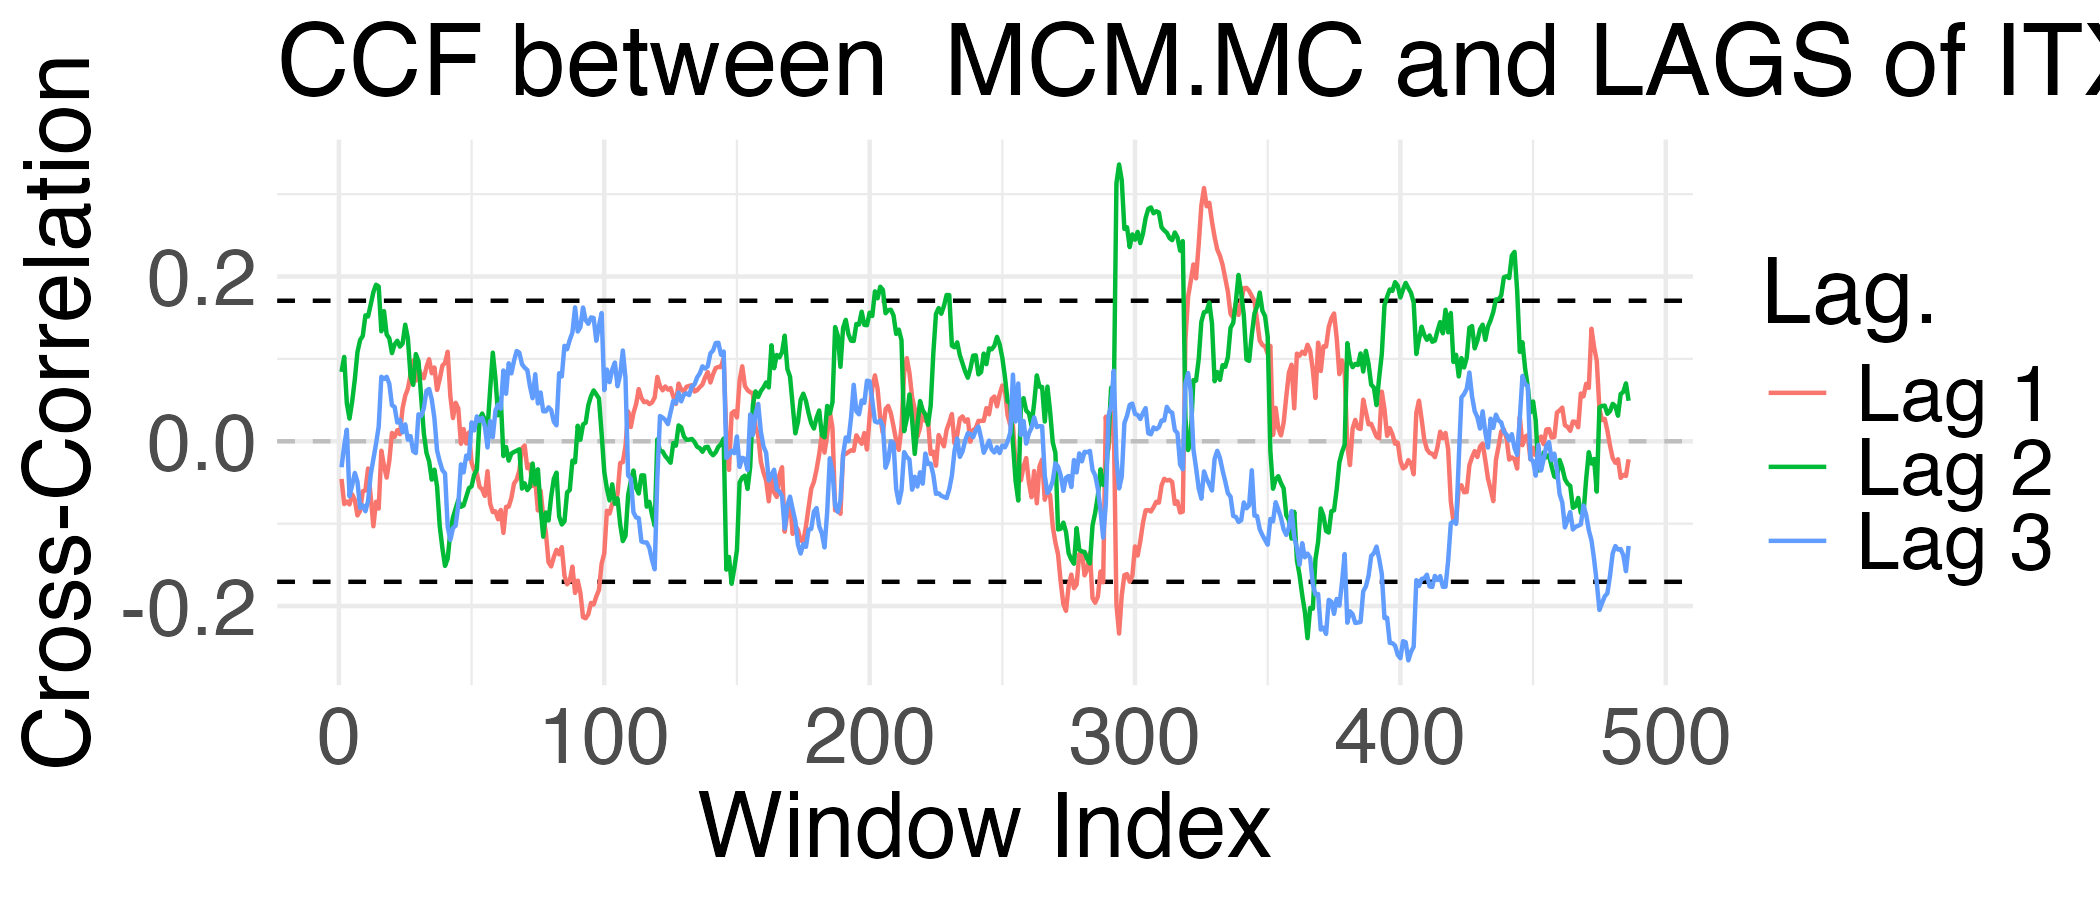 CCF between MCM.MC and LAGS of ITX
Cross-Correlation
0.2
0.0
-0.2
0
100
200
300
400
500
Window Index
Lag.
Lag 1
Lag 2
Lag 3